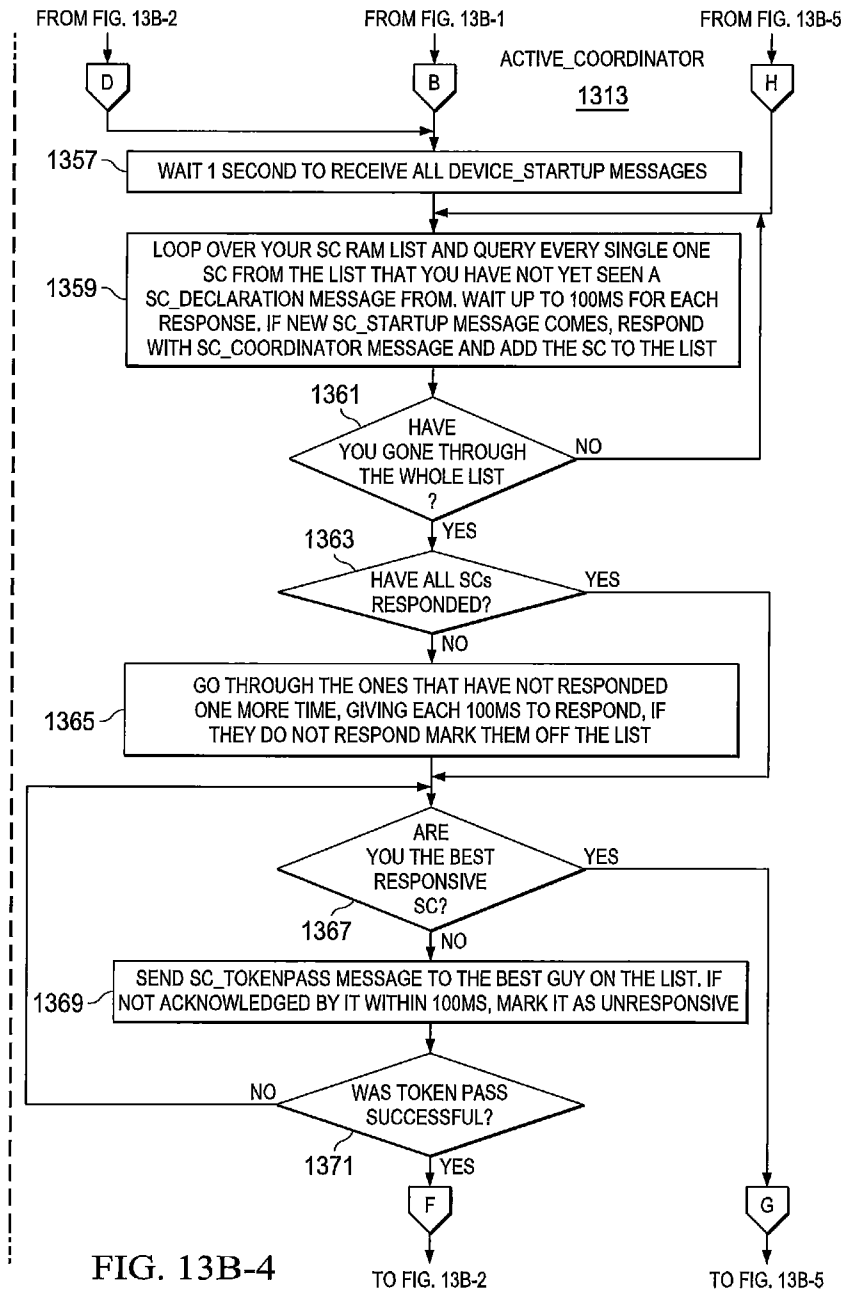 FROM FIG. 13B-2
FROM FIG. 13B-1
FROM FIG. 13B-5
D
B
ACTIVE_COORDINATOR
1313
H
1357
WAIT 1 SECOND TO RECEIVE ALL DEVICE_STARTUP MESSAGES
1359
LOOP OVER YOUR SC RAM LIST AND QUERY EVERY SINGLE ONE
SC FROM THE LIST THAT YOU HAVE NOT YET SEEN A
SC_DECLARATION MESSAGE FROM. WAIT UP TO 100MS FOR EACH
RESPONSE. IF NEW SC_STARTUP MESSAGE COMES, RESPOND
WITH SC_COORDINATOR MESSAGE AND ADD THE SC TO THE LIST
1361
HAVE
YOU GONE THROUGH
THE WHOLE LIST
?
NO
YES
1363
HAVE ALL SCs
RESPONDED?
YES
NO
1365
GO THROUGH THE ONES THAT HAVE NOT RESPONDED
ONE MORE TIME, GIVING EACH 100MS TO RESPOND, IF
THEY DO NOT RESPOND MARK THEM OFF THE LIST
ARE
YOU THE BEST
RESPONSIVE
SC?
YES
1367
NO
1369
SEND SC_TOKENPASS MESSAGE TO THE BEST GUY ON THE LIST. IF
NOT ACKNOWLEDGED BY IT WITHIN 100MS, MARK IT AS UNRESPONSIVE
NO
WAS TOKEN PASS
SUCCESSFUL?
1371
YES
F
G
FIG. 13B-4
TO FIG. 13B-2
TO FIG. 13B-5